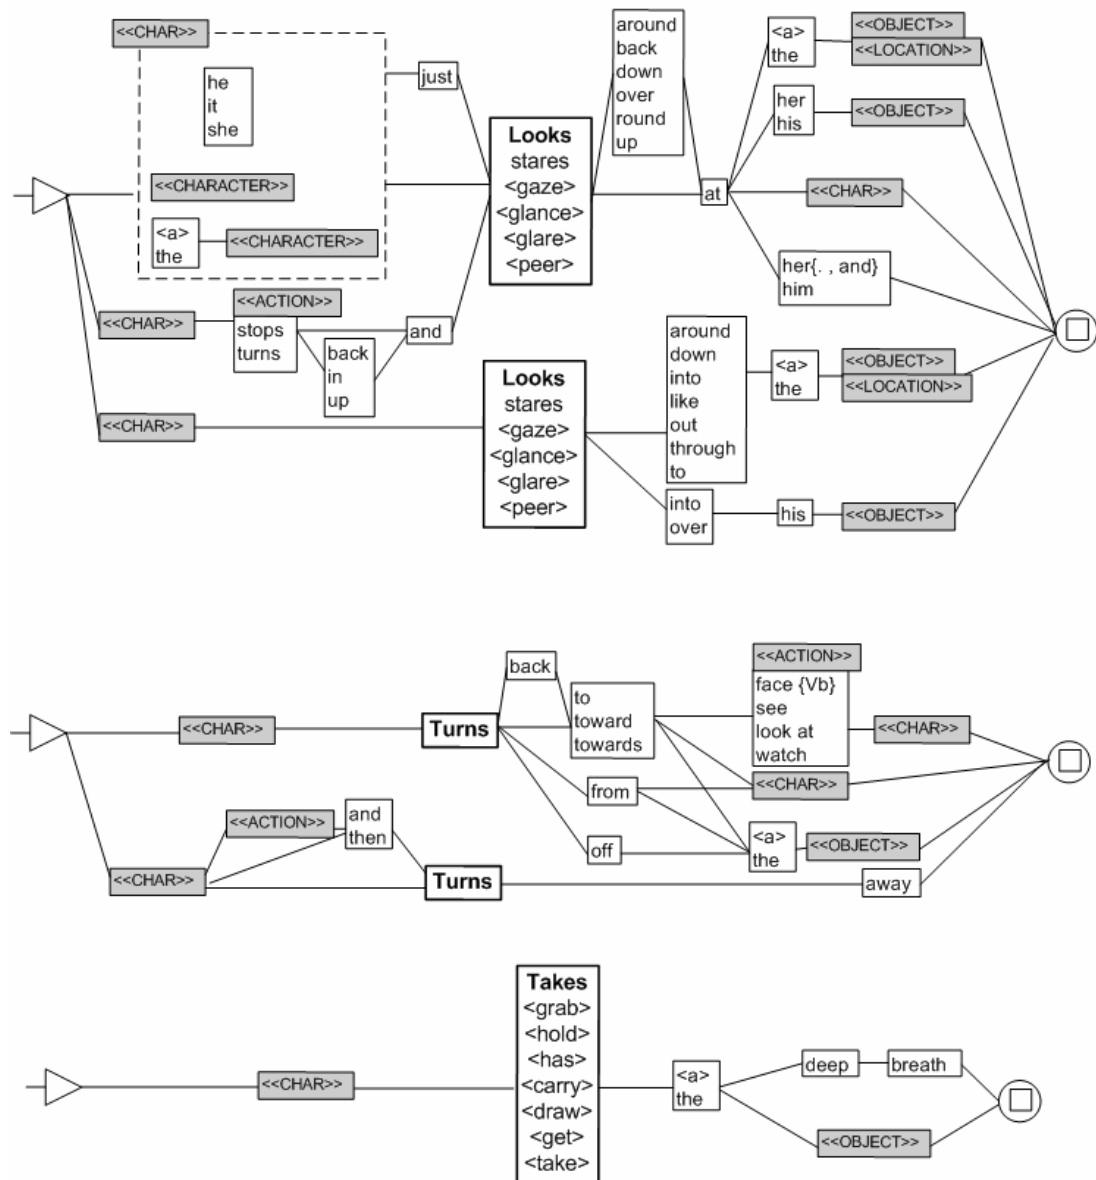 <<CHAR>>
he
it
she
<<CHARACTER>>
<a>
the
<<CHARACTER>>
just
<<CHAR>>
<<ACTION>>
stops
turns
back
in
up
and
<<CHAR>>
Looks
stares
<gaze>
<glance>
<glare>
<peer>
around
back
down
over
round
up
at
<a>
the
<<OBJECT>>
<<LOCATION>>
her
his
<<OBJECT>>
<<CHAR>>
her{. , and}
him
Looks
stares
<gaze>
<glance>
<glare>
<peer>
around
down
into
like
out
through
to
<a>
the
<<OBJECT>>
<<LOCATION>>
into
over
his
<<OBJECT>>
<<CHAR>>
Turns
back
to
toward
towards
<<ACTION>>
face {Vb}
see
look at
watch
<<CHAR>>
from
<<CHAR>>
off
<a>
the
<<OBJECT>>
<<CHAR>>
<<ACTION>>
and
then
Turns
away
<<CHAR>>
Takes
<grab>
<hold>
<has>
<carry>
<draw>
<get>
<take>
<a>
the
deep
breath
<<OBJECT>>